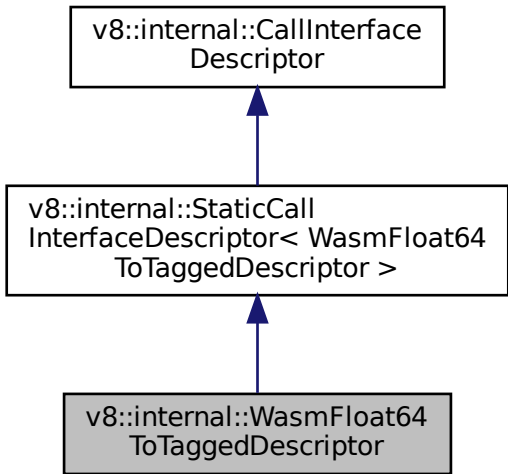 v8::internal::CallInterface
Descriptor
v8::internal::StaticCall
InterfaceDescriptor< WasmFloat64
ToTaggedDescriptor >
v8::internal::WasmFloat64
ToTaggedDescriptor